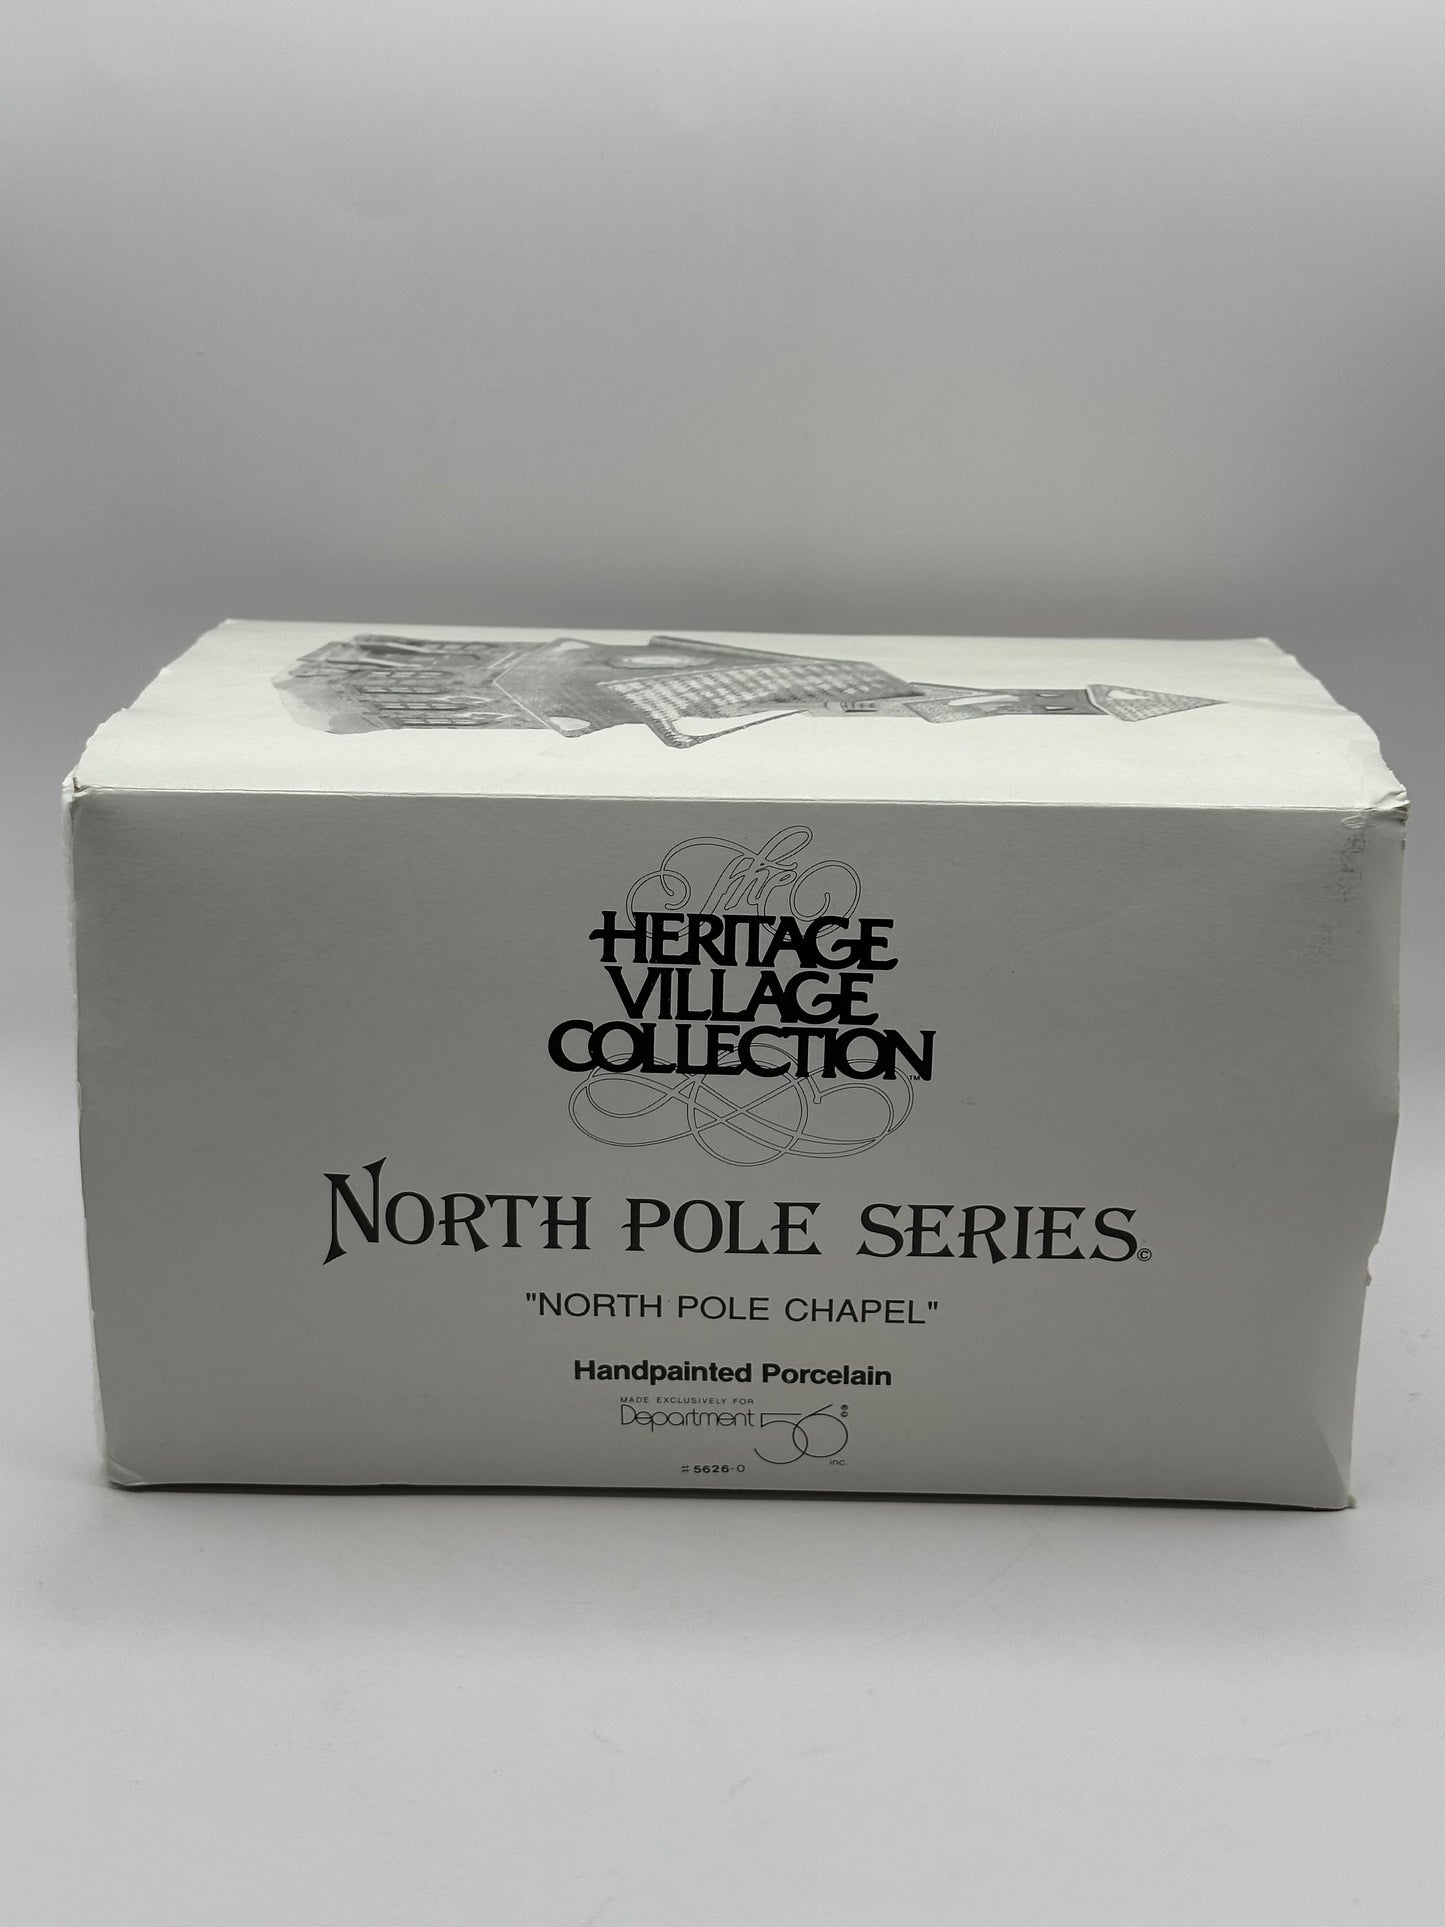 The
HERITAGE
VILLAGE
COLLECTION™
NORTH POLE SERIES©
"NORTH POLE CHAPEL"
Handpainted Porcelain
MADE EXCLUSIVELY FOR
Department 56®© inc.
#5626-0